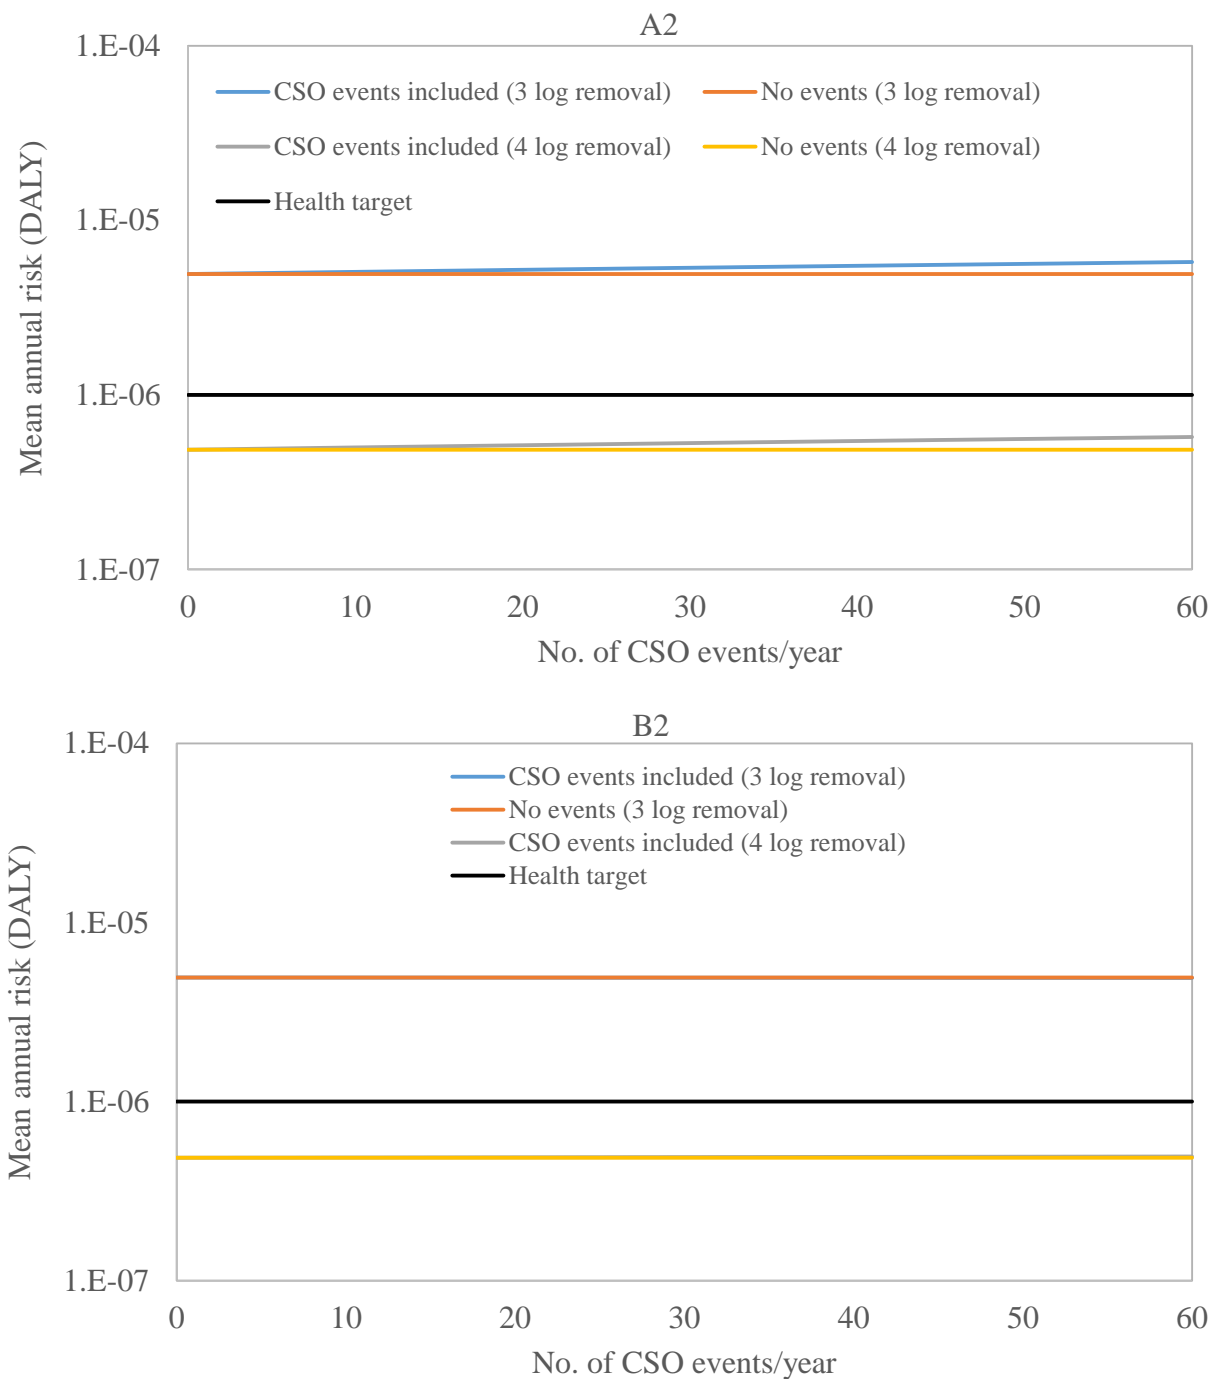 A2
1.E-04
CSO events included (3 log removal) No events (3 log removal)
CSO events included (4 log removal) No events (4 log removal)
Health target
1.E-05
1.E-06
1.E-07
Mean annual risk (DALY)
0 10 20 30 40 50 60
No. of CSO events/year
B2
1.E-04
CSO events included (3 log removal)
No events (3 log removal)
CSO events included (4 log removal)
Health target
1.E-05
1.E-06
1.E-07
Mean annual risk (DALY)
0 10 20 30 40 50 60
No. of CSO events/year